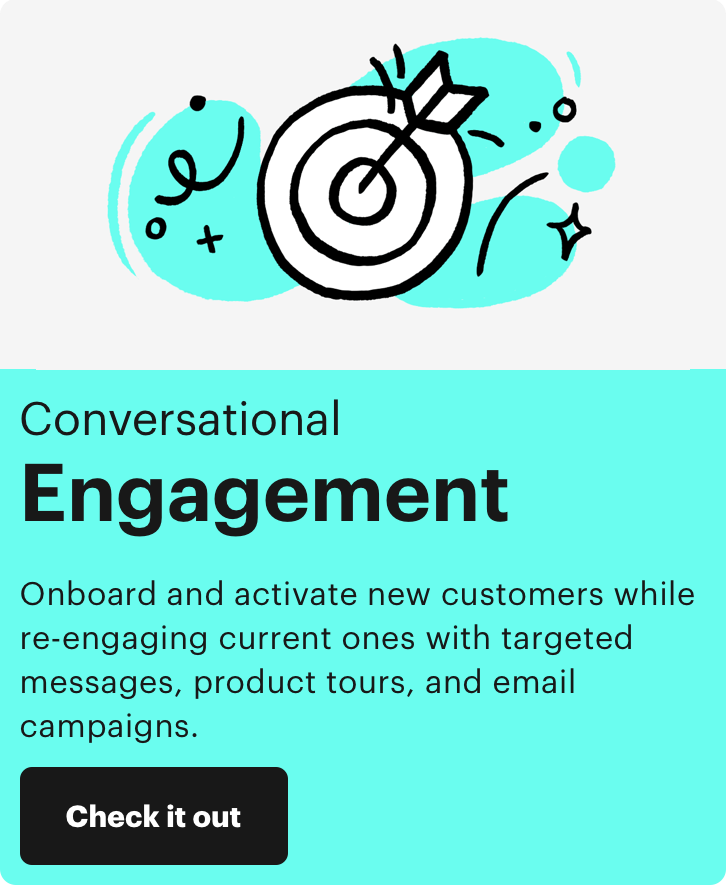 Conversational
Engagement
Onboard and activate new customers while
re-engaging current ones with targeted
messages, product tours, and email
campaigns.
Check it out